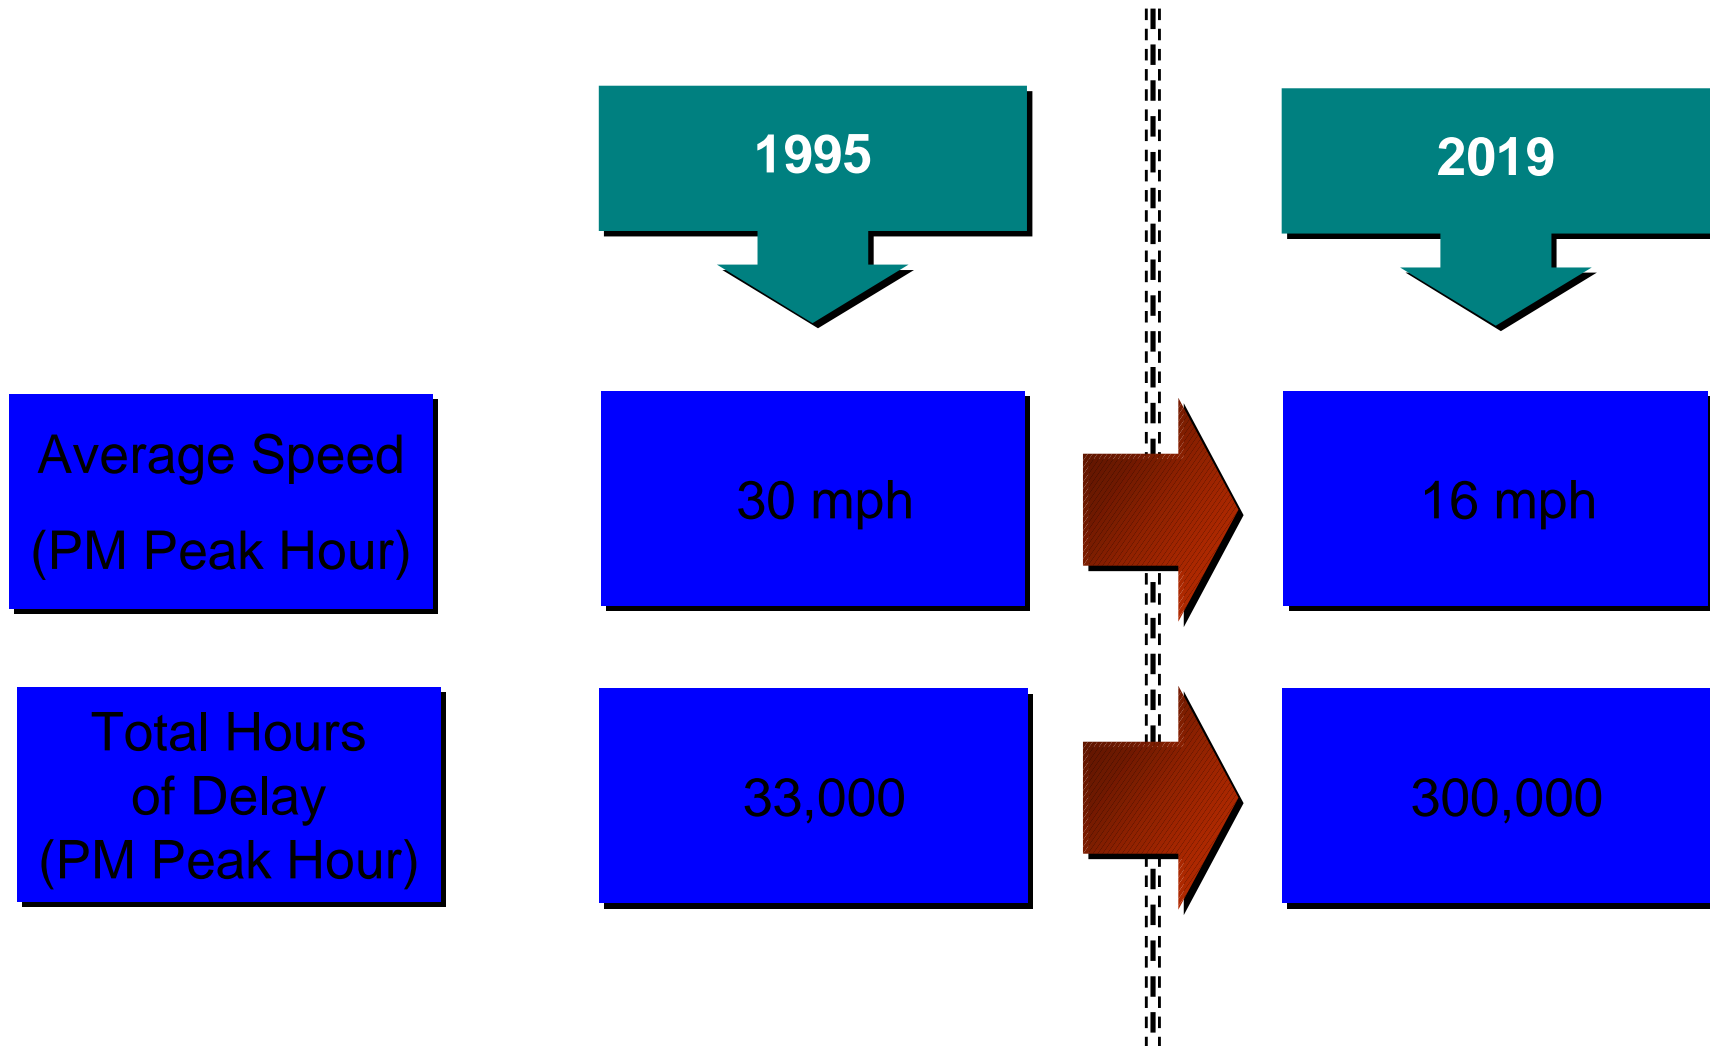 1995
2019
Average Speed
(PM Peak Hour)
30 mph
16 mph
Total Hours
of Delay
(PM Peak Hour)
33,000
300,000